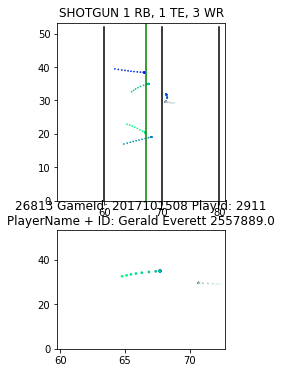 SHOTGUN 1 RB, 1 TE, 3 WR
50
40
30
20
10
0
60 70 80
26813 GameId: 2017101508 PlayId: 2911
PlayerName + ID: Gerald Everett 2557889.0
40
20
0
60 65 70